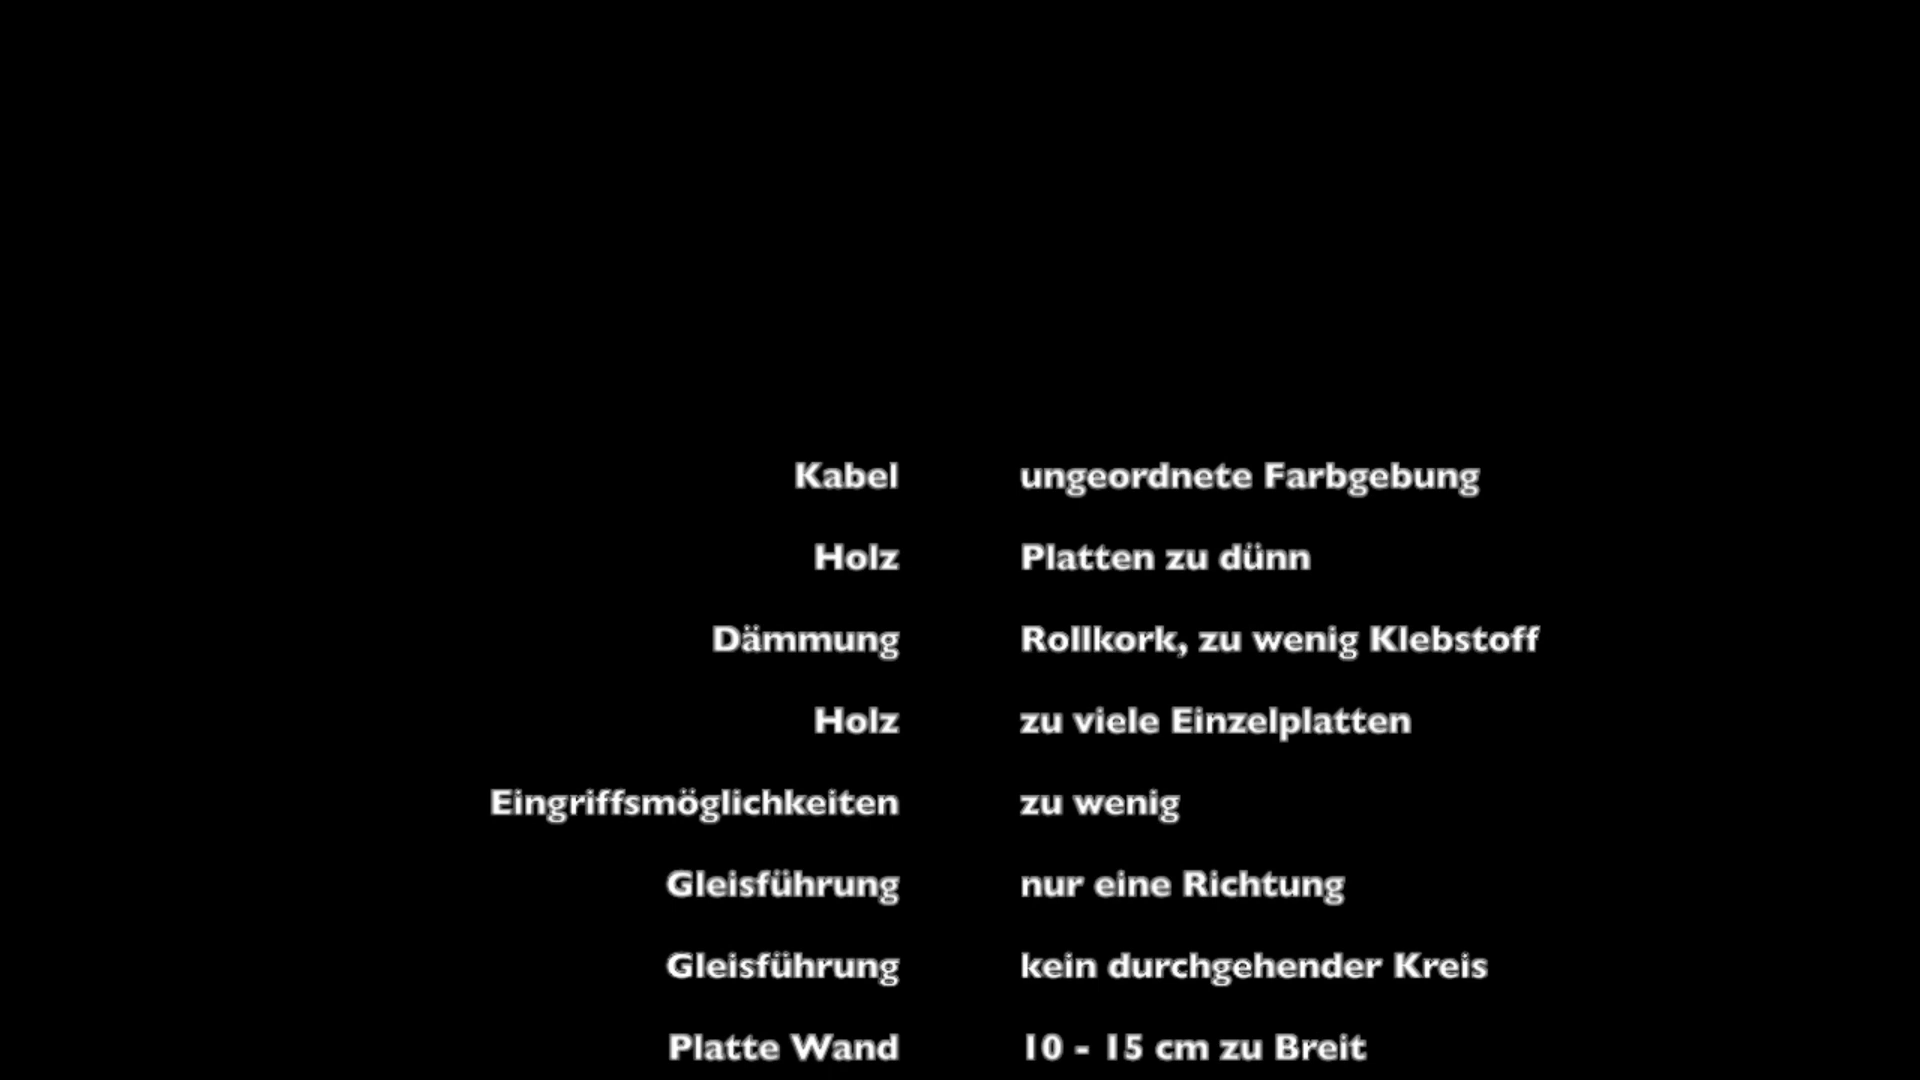 Kabel ungeordnete Farbgebung
Holz Platten zu dünn
Dämmung Rollkork, zu wenig Klebstoff
Holz zu viele Einzelplatten
Eingriffsmöglichkeiten zu wenig
Gleisführung nur eine Richtung
Gleisführung kein durchgehender Kreis
Platte Wand 10 - 15 cm zu Breit